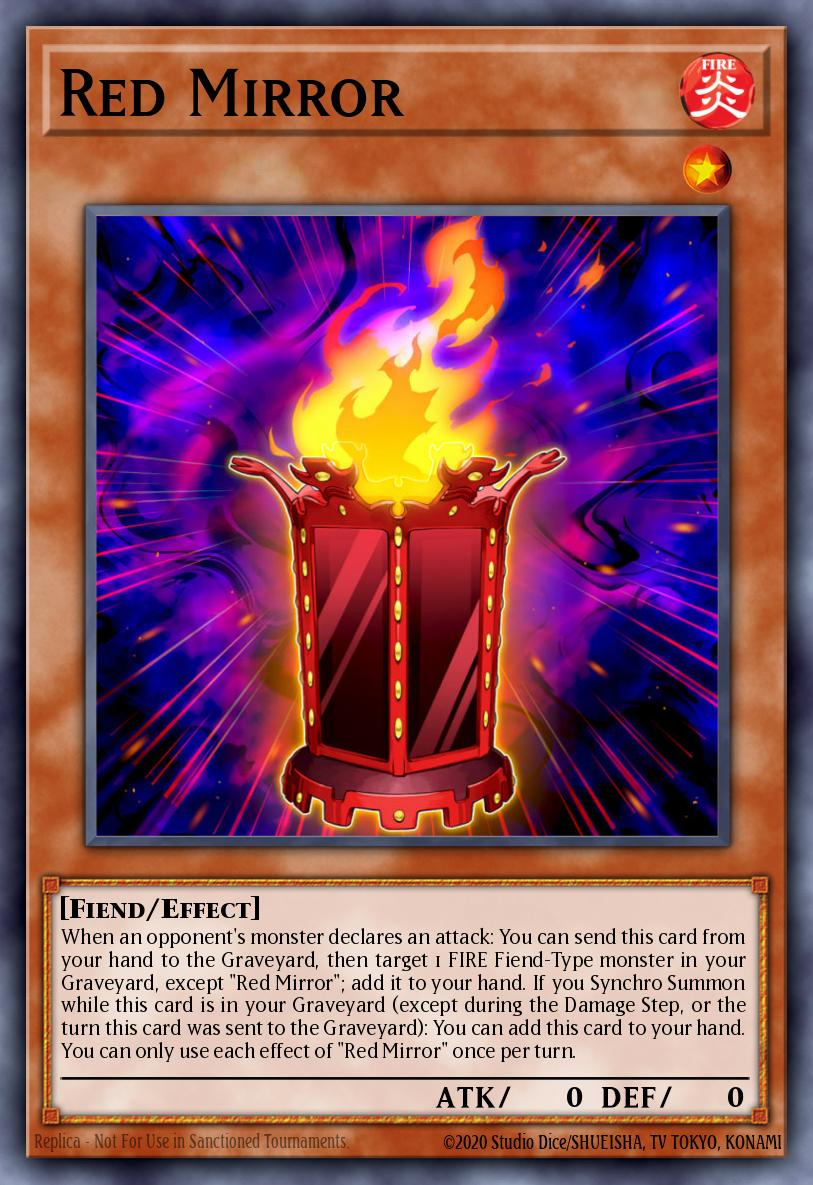 Red Mirror
FIRE
炎
[Fiend/Effect]
When an opponent's monster declares an attack: You can send this card from
your hand to the Graveyard, then target 1 FIRE Fiend-Type monster in your
Graveyard, except "Red Mirror"; add it to your hand. If you Synchro Summon
while this card is in your Graveyard (except during the Damage Step, or the
turn this card was sent to the Graveyard): You can add this card to your hand.
You can only use each effect of "Red Mirror" once per turn.
ATK/ 0 DEF/ 0
Replica - Not For Use in Sanctioned Tournaments.
©2020 Studio Dice/SHUEISHA, TV TOKYO, KONAMI